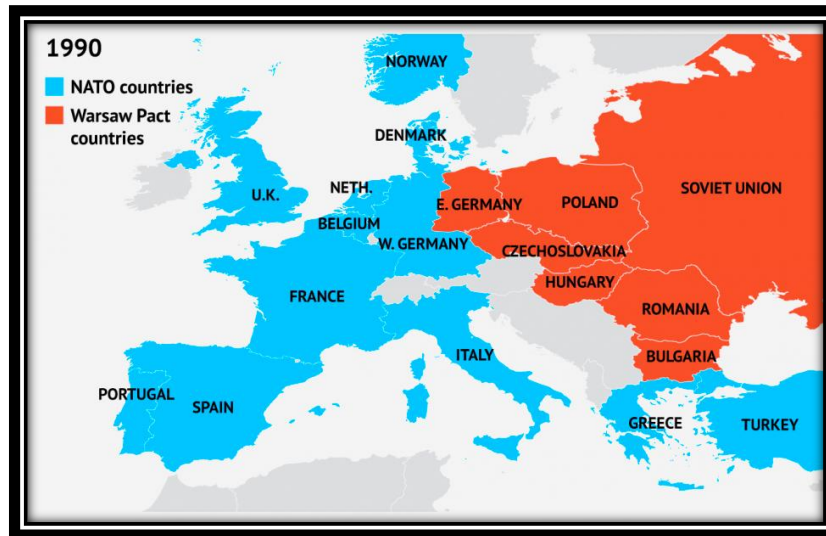 1990
NATO countries
Warsaw Pact
countries
NORWAY
DENMARK
NETH.
U.K.
BELGIUM
E. GERMANY
POLAND
SOVIET UNION
W. GERMANY
CZECHOSLOVAKIA
HUNGARY
FRANCE
ROMANIA
ITALY
BULGARIA
PORTUGAL
SPAIN
GREECE
TURKEY